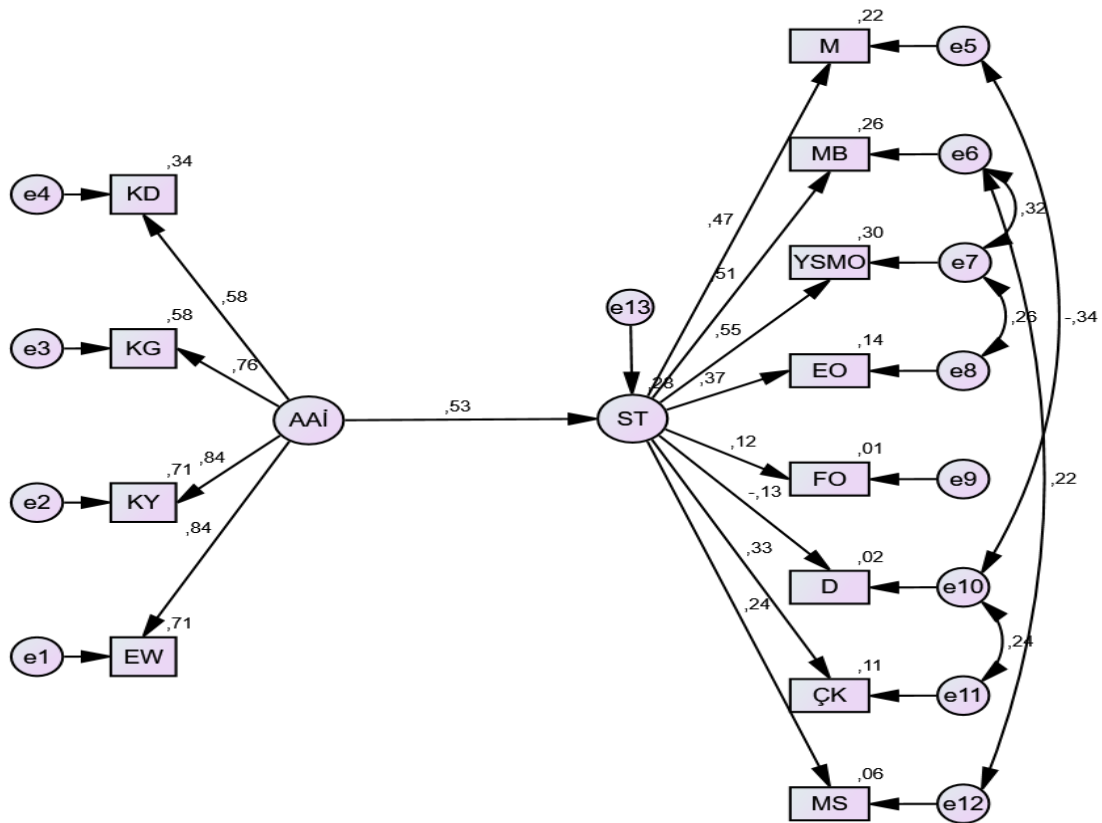 ,22
M
e5
,26
MB
e6
,34
e4
KD
,47
,32
,30
YSMO
e7
,51
,58
e13
,55
,26
-,34
,58
e3
KG
,14
EO
e8
,76
,28
,37
AAİ
,53
ST
,12
,01
FO
e9
,84
,71
e2
KY
-,13
,22
,84
,33
,02
D
e10
,24
,71
e1
EW
,24
,11
ÇK
e11
,06
MS
e12